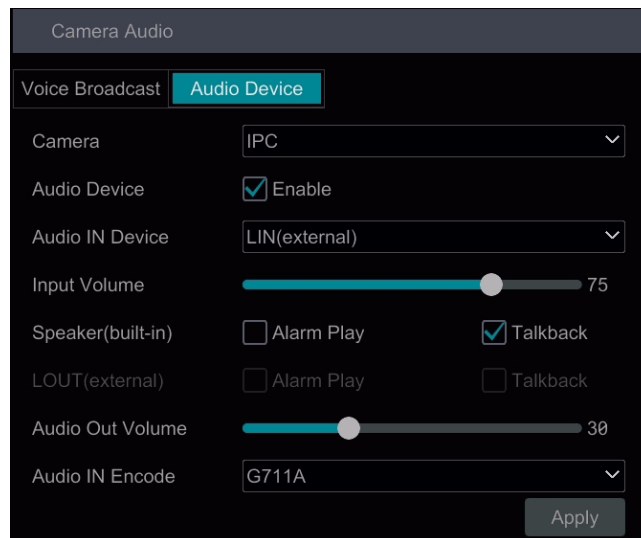 Camera Audio
Voice Broadcast Audio Device
Camera IPC
Audio Device Enable
Audio IN Device LIN(external)
Input Volume 75
Speaker(built-in) Alarm Play Talkback
LOUT(external) Alarm Play Talkback
Audio Out Volume 30
Audio IN Encode G711A
Apply